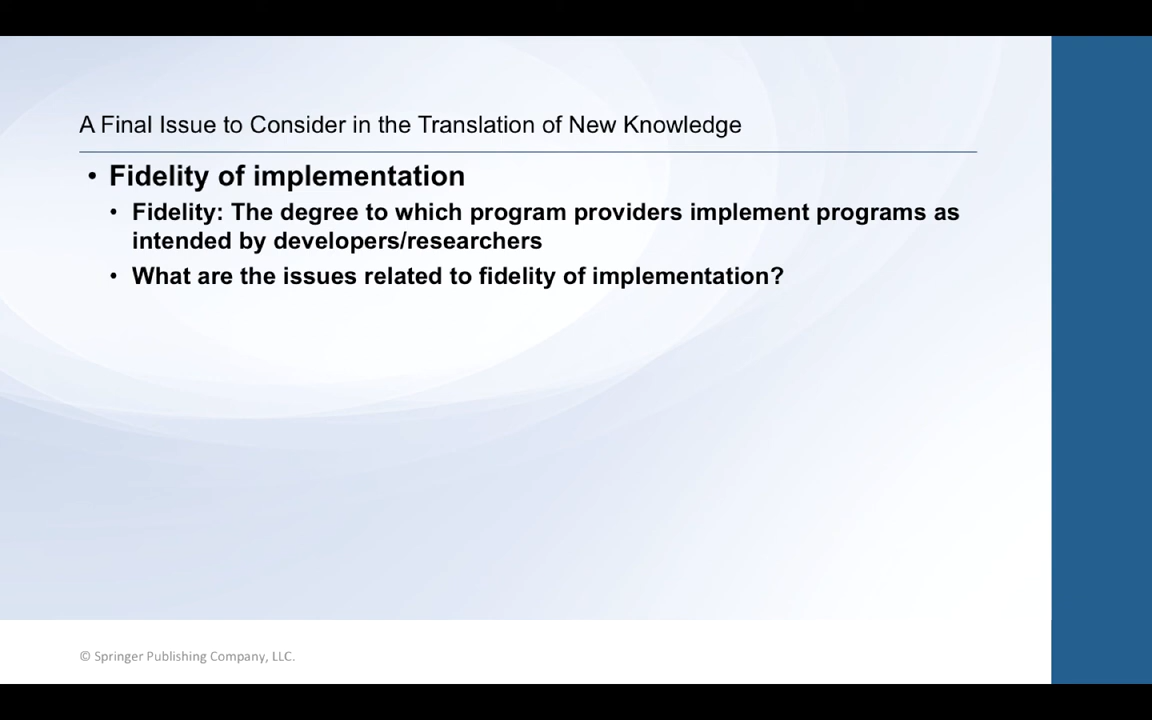 A Final Issue to Consider in the Translation of New Knowledge
• Fidelity of implementation
• Fidelity: The degree to which program providers implement programs as
intended by developers/researchers
• What are the issues related to fidelity of implementation?
© Springer Publishing Company, LLC.